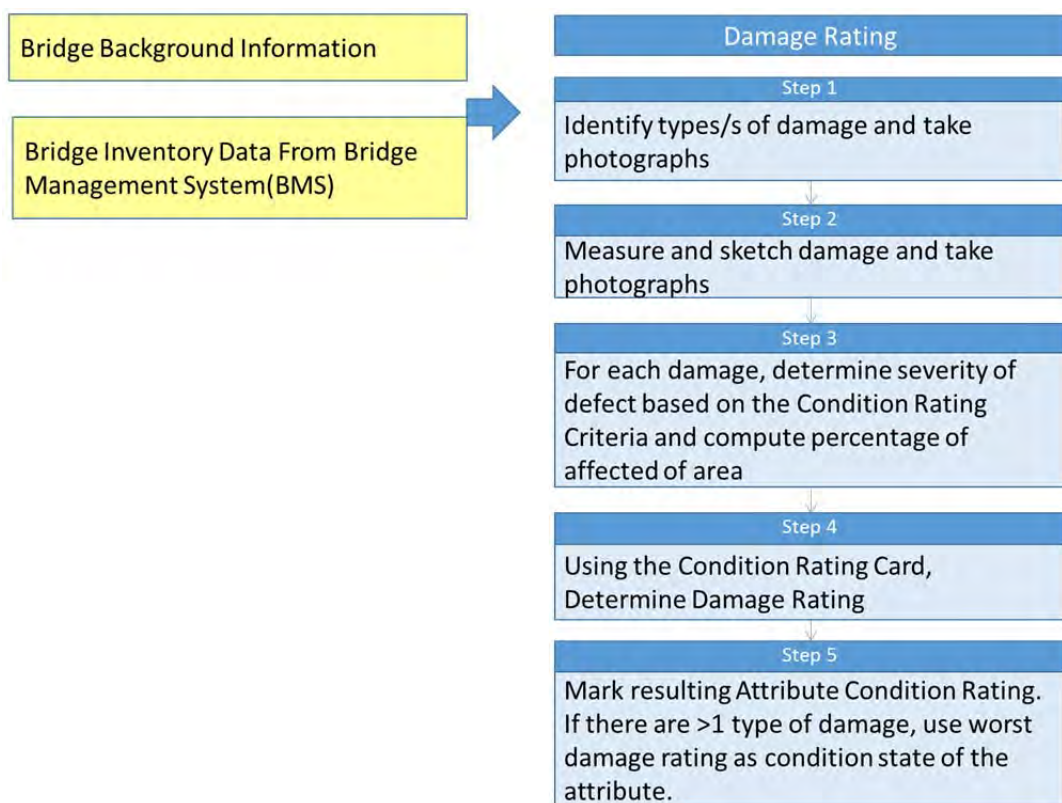 Bridge Background Information
Bridge Inventory Data From Bridge
Management System(BMS)
Damage Rating
Step 1
Identify types/s of damage and take
photographs
Step 2
Measure and sketch damage and take
photographs
Step 3
For each damage, determine severity of
defect based on the Condition Rating
Criteria and compute percentage of
affected of area
Step 4
Using the Condition Rating Card,
Determine Damage Rating
Step 5
Mark resulting Attribute Condition Rating.
If there are >1 type of damage, use worst
damage rating as condition state of the
attribute.